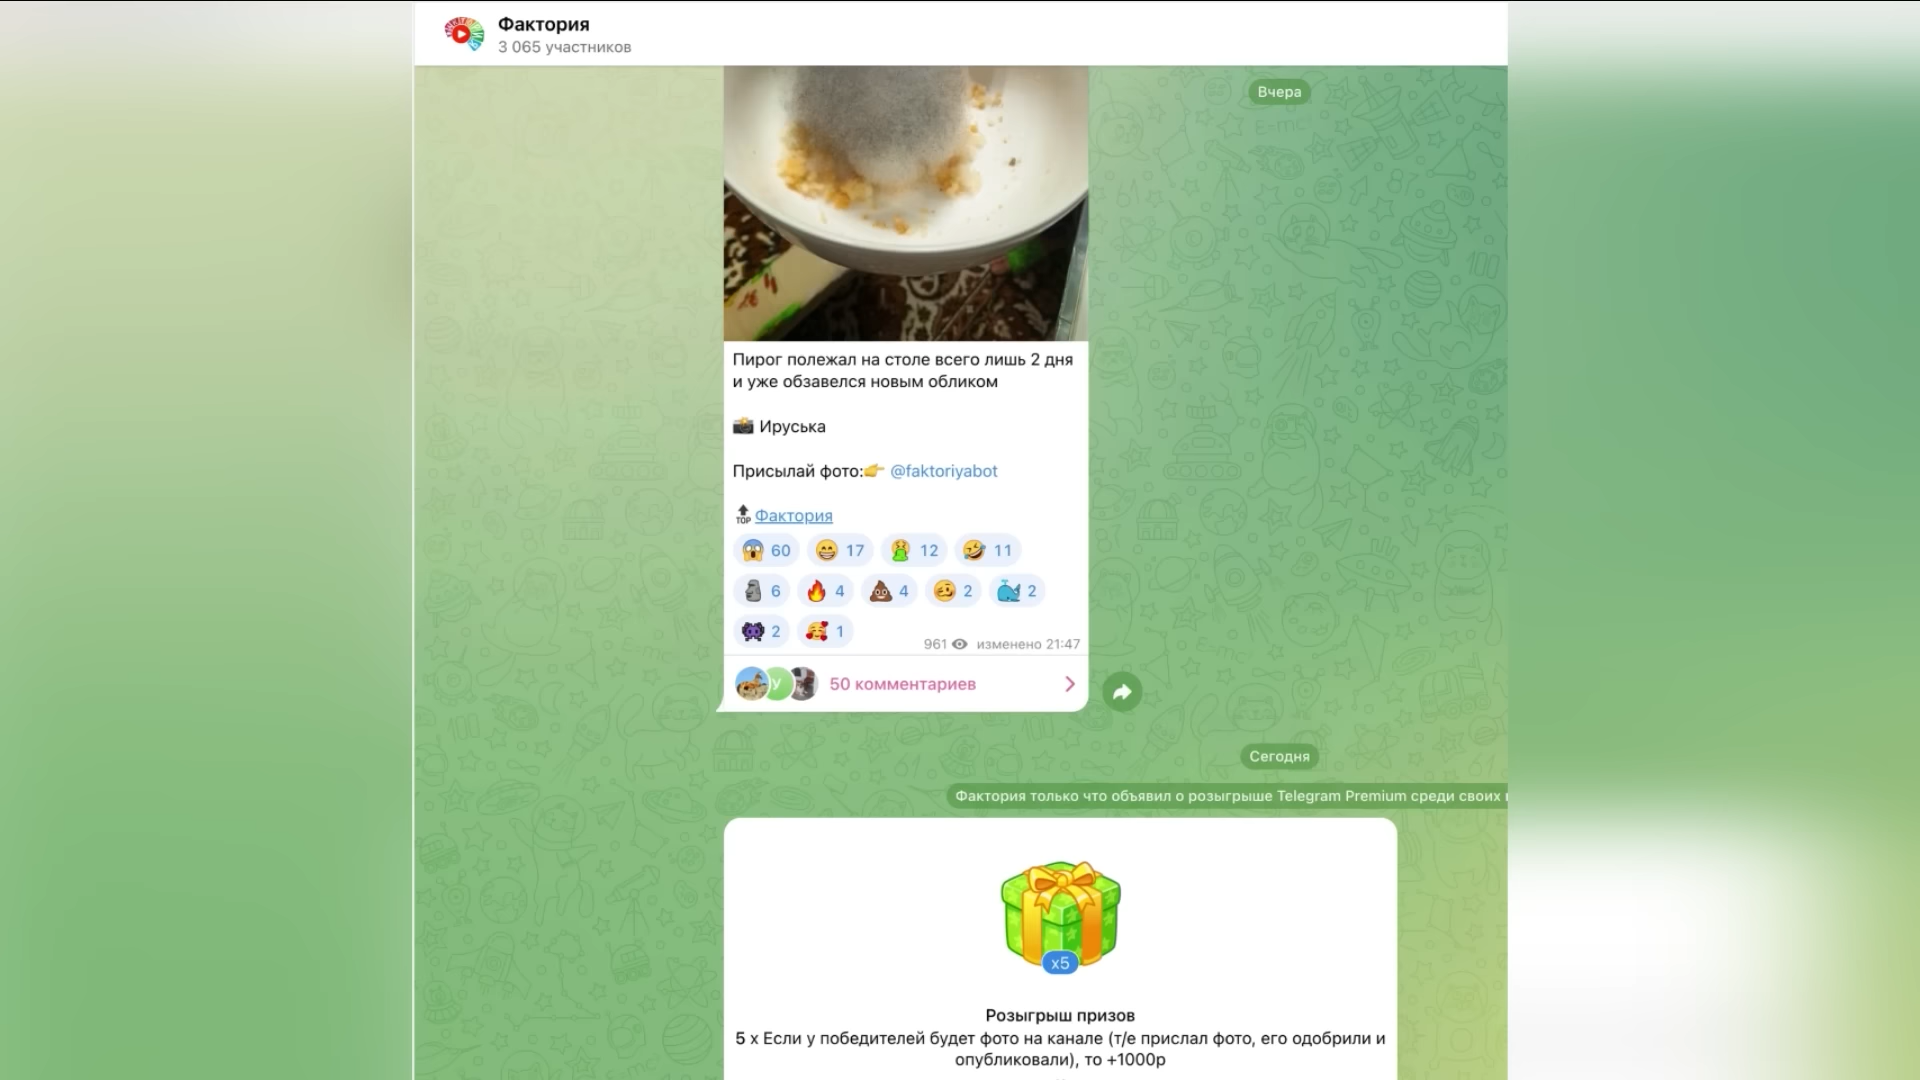 Фактория
3 065 участников
Вчера
Пирог полежал на столе всего лишь 2 дня
и уже обзавелся новым обликом
📸 Ируська
Присылай фото:👉 @faktoriyabot
🔝 Фактория
😱 60 😁 17 🤮 12 🤣 11
🗿 6 🔥 4 💩 4 🥴 2 🐳 2
👾 2 🥰 1
961 изменено 21:47
У
50 комментариев
Сегодня
Фактория только что объявил о розыгрыше Telegram Premium среди своих
x5
Розыгрыш призов
5 x Если у победителей будет фото на канале (т/е прислал фото, его одобрили и
опубликовали), то +1000р